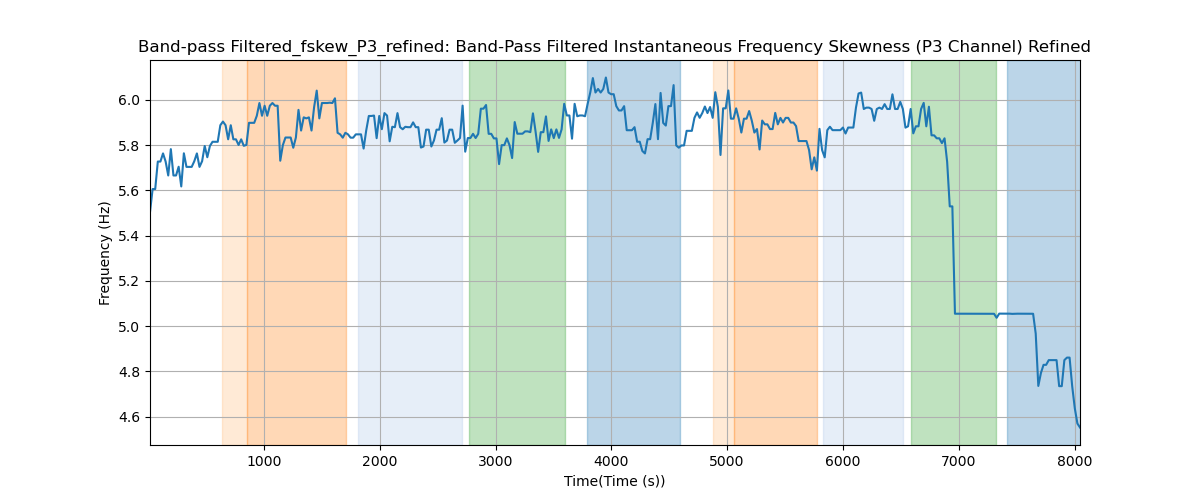 Band-pass Filtered_fskew_P3_refined: Band-Pass Filtered Instantaneous Frequency Skewness (P3 Channel) Refined
Frequency (Hz)
6.0
5.8
5.6
5.4
5.2
5.0
4.8
4.6
1000 2000 3000 4000 5000 6000 7000 8000
Time(Time (s))